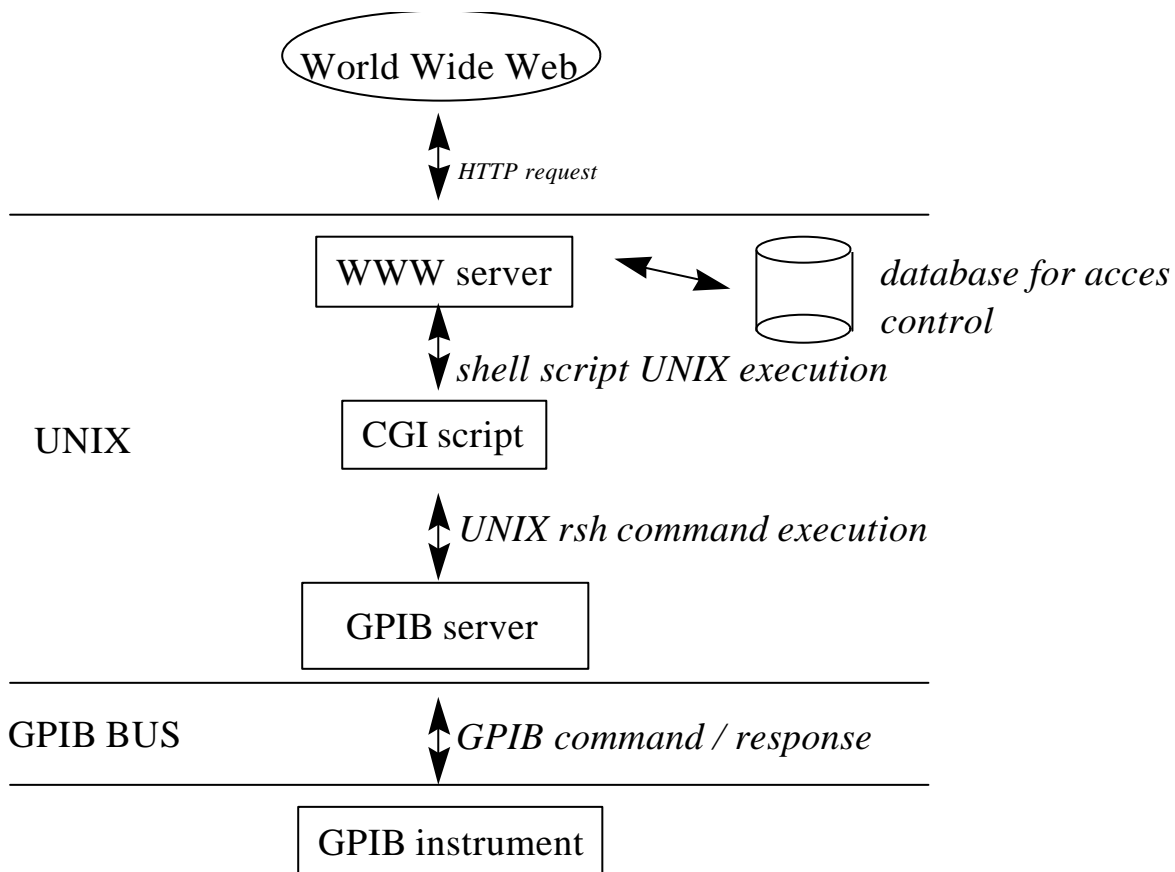 World Wide Web
HTTP request
WWW server
database for acces
control
shell script UNIX execution
CGI script
UNIX
UNIX rsh command execution
GPIB server
GPIB BUS
GPIB command / response
GPIB instrument